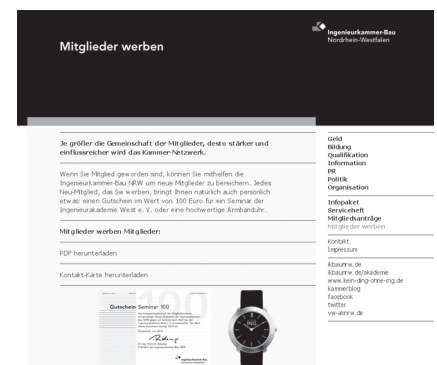 Mitglieder werben
Ingenieurkammer-Bau
Nordrhein-Westfalen
Je größer die Gemeinschaft der Mitglieder, desto stärker und
einflussreicher wird das Kammer-Netzwerk.
Wenn Sie Mitglied geworden sind, können Sie mithelfen die
Ingenieurkammer-Bau NRW um neue Mitglieder zu bereichern. Jedes
Neu-Mitglied, das Sie werben, bringt Ihnen natürlich auch persönlich
etwas: einen Gutschein im Wert von 100 Euro für ein Seminar der
Ingenieurakademie West e. V. oder eine hochwertige Armbanduhr.
Mitglieder werben Mitglieder:
PDF herunterladen
Kontakt-Karte herunterladen
100
Gutschein Seminar 100
ING
Ingenieurkammer-Bau
Geld
Bildung
Qualifikation
Information
PR
Politik
Organisation
Infopaket
Serviceheft
Mitgliedsanträge
Mitglieder werben
Kontakt
Impressum
ikbaunrw.de
ikbaunrw.de/akademie
www.kein-ding-ohne-ing.de
kammerblog
facebook
twitter
vw-aknrw.de